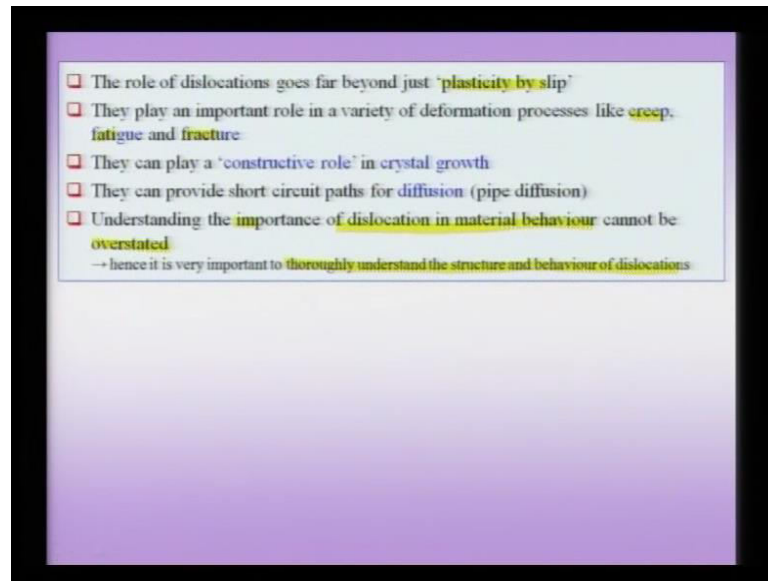 The role of dislocations goes far beyond just ‘plasticity by slip’
They play an important role in a variety of deformation processes like creep,
fatigue and fracture
They can play a ‘constructive role’ in crystal growth
They can provide short circuit paths for diffusion (pipe diffusion)
Understanding the importance of dislocation in material behaviour cannot be
overstated
→ hence it is very important to thoroughly understand the structure and behaviour of dislocations